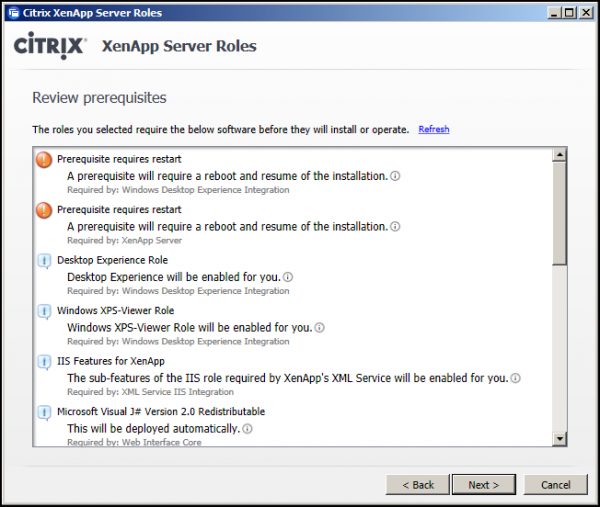 Citrix XenApp Server Roles
CİTRIX® XenApp Server Roles
Review prerequisites
The roles you selected require the below software before they will install or operate. Refresh
Prerequisite requires restart
A prerequisite will require a reboot and resume of the installation.
Required by: Windows Desktop Experience Integration
Prerequisite requires restart
A prerequisite will require a reboot and resume of the installation.
Required by: XenApp Server
Desktop Experience Role
Desktop Experience will be enabled for you.
Required by: Windows Desktop Experience Integration
Windows XPS-Viewer Role
Windows XPS-Viewer Role will be enabled for you.
Required by: Windows Desktop Experience Integration
IIS Features for XenApp
The sub-features of the IIS role required by XenApp's XML Service will be enabled for you.
Required by: XML Service IIS Integration
Microsoft Visual J# Version 2.0 Redistributable
This will be deployed automatically.
Required by: Web Interface Core
< Back Next > Cancel